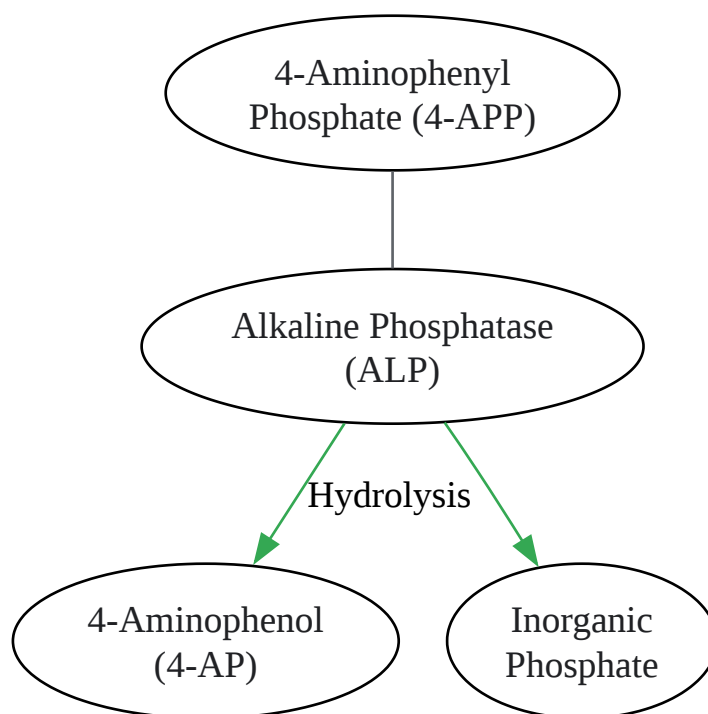 4-Aminophenyl
Phosphate (4-APP)
Alkaline Phosphatase
(ALP)
Hydrolysis
4-Aminophenol
(4-AP)
Inorganic
Phosphate